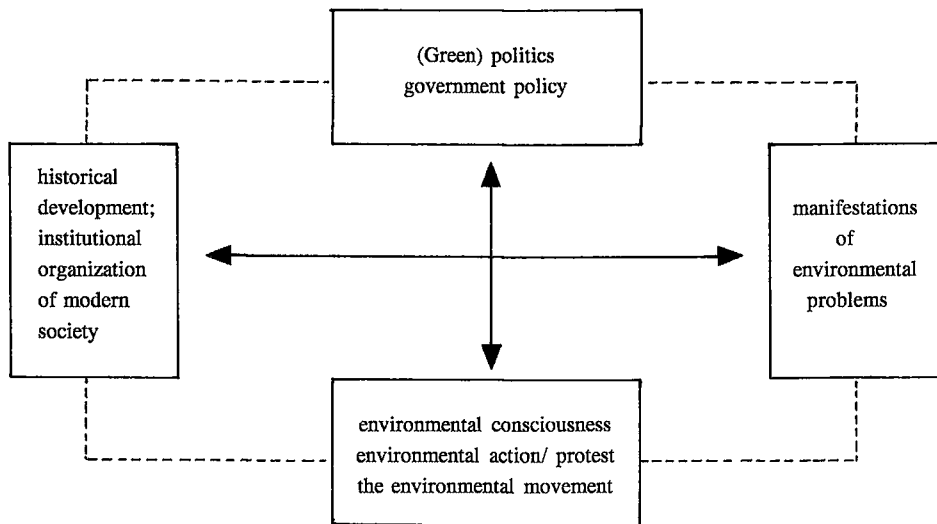 (Green) politics
government policy
historical
development;
institutional
organization
of modern
society
manifestations
of
environmental
problems
environmental consciousness
environmental action/ protest
the environmental movement